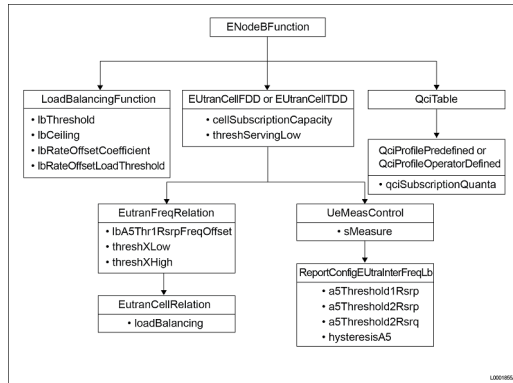 ENodeBFunction
LoadBalancingFunction
• lbThreshold
• lbCeiling
• lbRateOffsetCoefficient
• lbRateOffsetLoadThreshold
EUtranCellFDD or EUtranCellTDD
• cellSubscriptionCapacity
• threshServingLow
QciTable
QciProfilePredefined or
QciProfileOperatorDefined
• qciSubscriptionQuanta
EutranFreqRelation
• lbA5Thr1RsrpFreqOffset
• threshXLow
• threshXHigh
UeMeasControl
• sMeasure
EutranCellRelation
• loadBalancing
ReportConfigEUtraInterFreqLb
• a5Threshold1Rsrp
• a5Threshold2Rsrp
• a5Threshold2Rsrq
• hysteresisA5